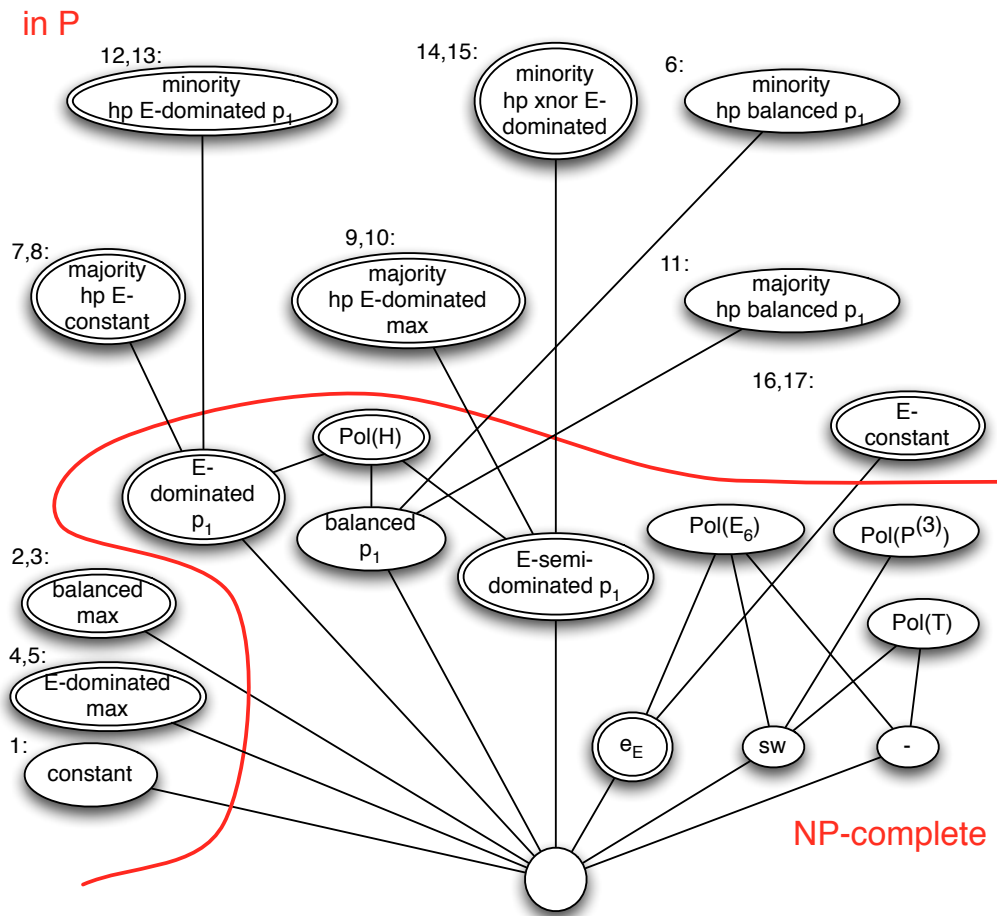 in P
12,13:
minority
hp E-dominated p₁
14,15:
minority
hp xnor E-
dominated
6:
minority
hp balanced p₁
7,8:
majority
hp E-
constant
9,10:
majority
hp E-dominated
max
11:
majority
hp balanced p₁
16,17:
E-
constant
Pol(H)
E-
dominated
p₁
balanced
p₁
E-semi-
dominated p₁
Pol(E₆)
Pol(P⁽³⁾)
2,3:
balanced
max
Pol(T)
4,5:
E-dominated
max
1:
constant
e_E
sw
-
NP-complete